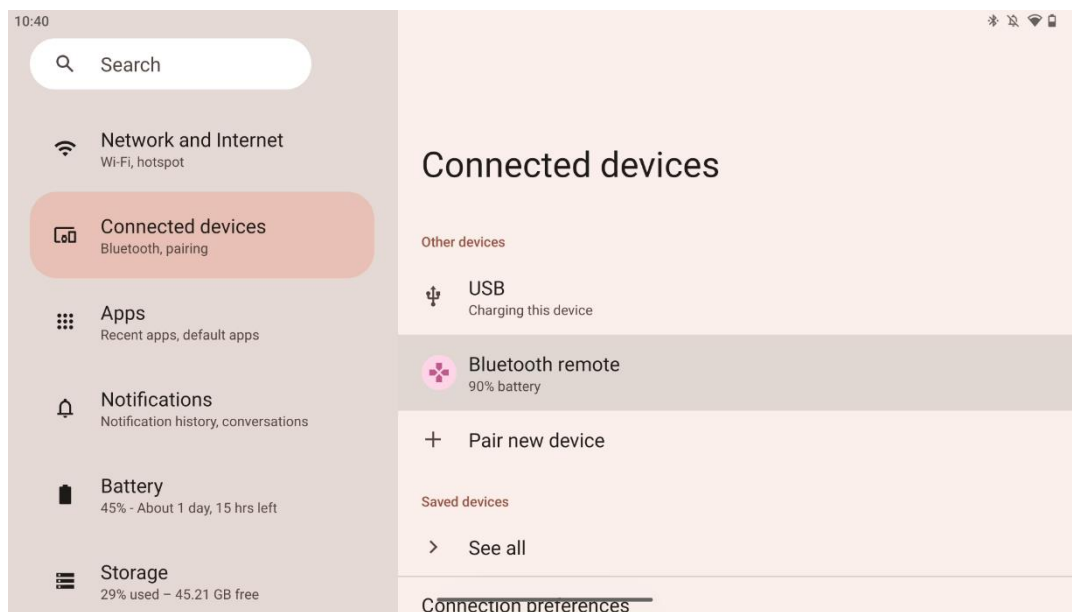 10:40
Search
Network and Internet
Wi-Fi, hotspot
Connected devices
Bluetooth, pairing
Apps
Recent apps, default apps
Notifications
Notification history, conversations
Battery
45% - About 1 day, 15 hrs left
Storage
29% used – 45.21 GB free
Connected devices
Other devices
USB
Charging this device
Bluetooth remote
90% battery
Pair new device
Saved devices
See all
Connection preferences